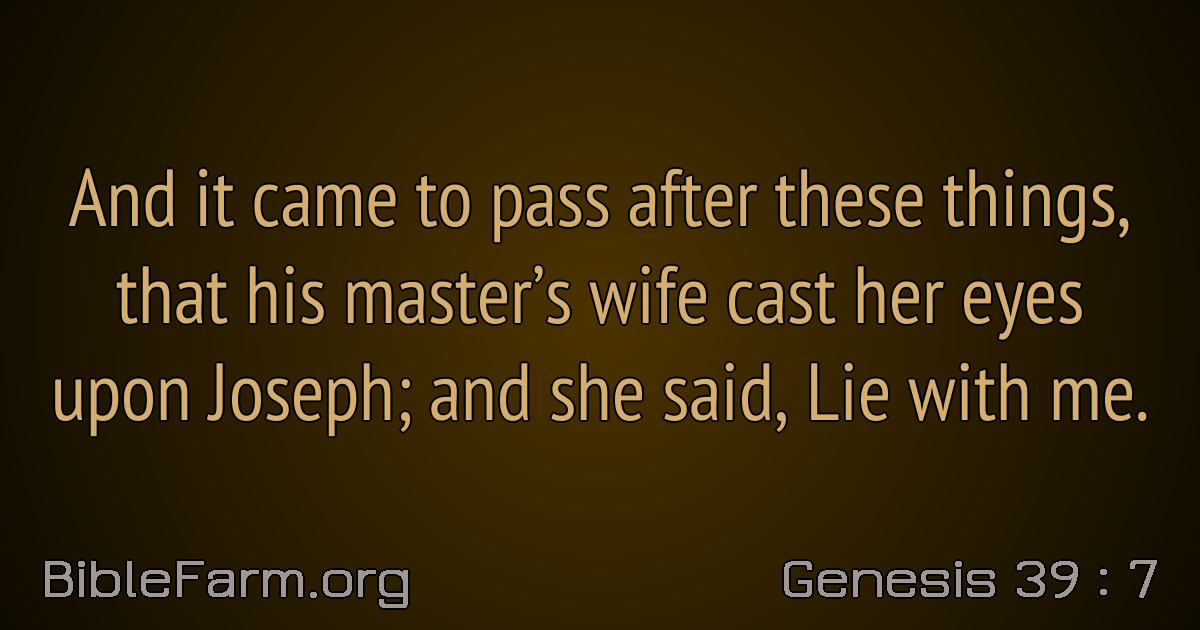 And it came to pass after these things,
that his master’s wife cast her eyes
upon Joseph; and she said, Lie with me.
BibleFarm.org
Genesis 39 : 7